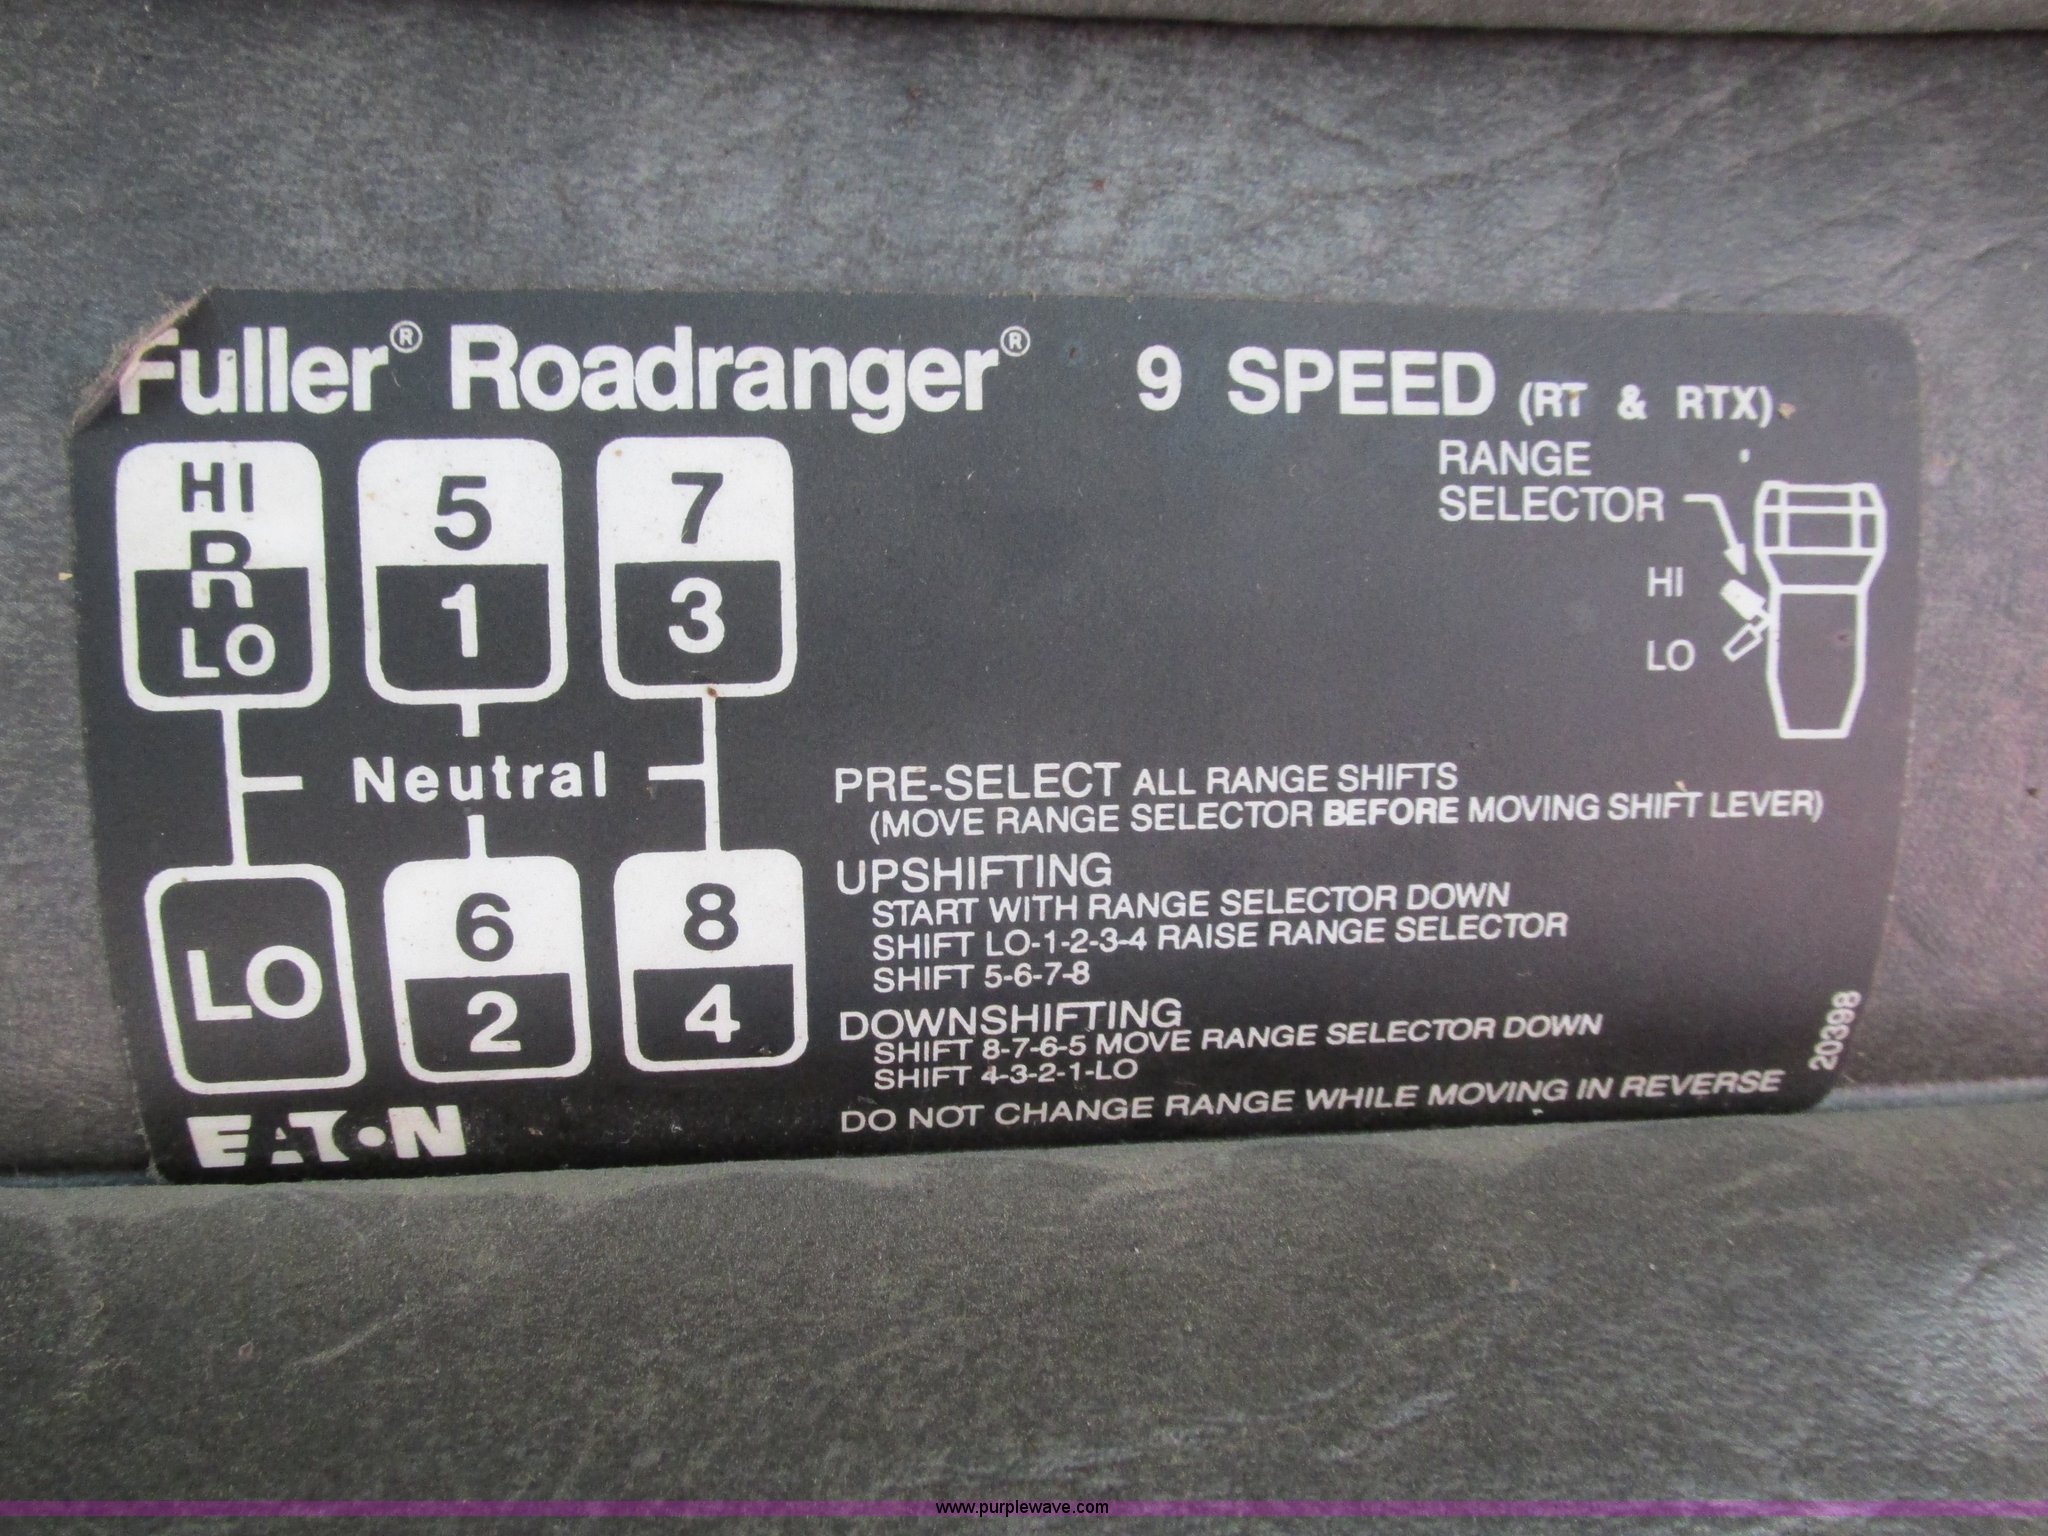 Fuller® Roadranger® 9 SPEED (RT & RTX)
HI
R
LO
5
1
7
3
RANGE
SELECTOR
HI
LO
Neutral
LO
6
2
8
4
PRE-SELECT ALL RANGE SHIFTS
(MOVE RANGE SELECTOR BEFORE MOVING SHIFT LEVER)
UPSHIFTING
START WITH RANGE SELECTOR DOWN
SHIFT LO-1-2-3-4 RAISE RANGE SELECTOR
SHIFT 5-6-7-8
DOWNSHIFTING
SHIFT 8-7-6-5 MOVE RANGE SELECTOR DOWN
SHIFT 4-3-2-1-LO
DO NOT CHANGE RANGE WHILE MOVING IN REVERSE
20398
EATON
www.purplewave.com